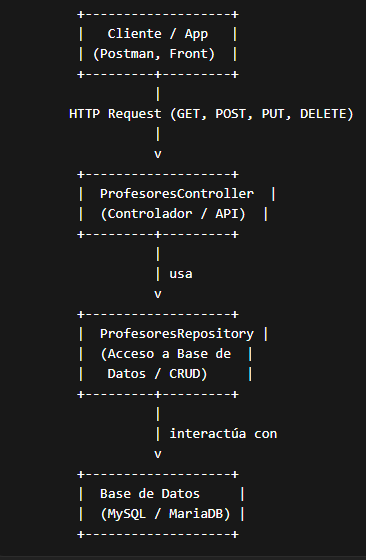 +-------------------+
|   Cliente / App   |
| (Postman, Front)  |
+---------+---------+
|
HTTP Request (GET, POST, PUT, DELETE)
|
v
+-------------------+
|  ProfesoresController  |
|  (Controlador / API)  |
+---------+---------+
|
| usa
v
+-------------------+
|  ProfesoresRepository |
|  (Acceso a Base de  |
|   Datos / CRUD)     |
+---------+---------+
|
| interactúa con
v
+-------------------+
|  Base de Datos     |
|  (MySQL / MariaDB) |
+-------------------+